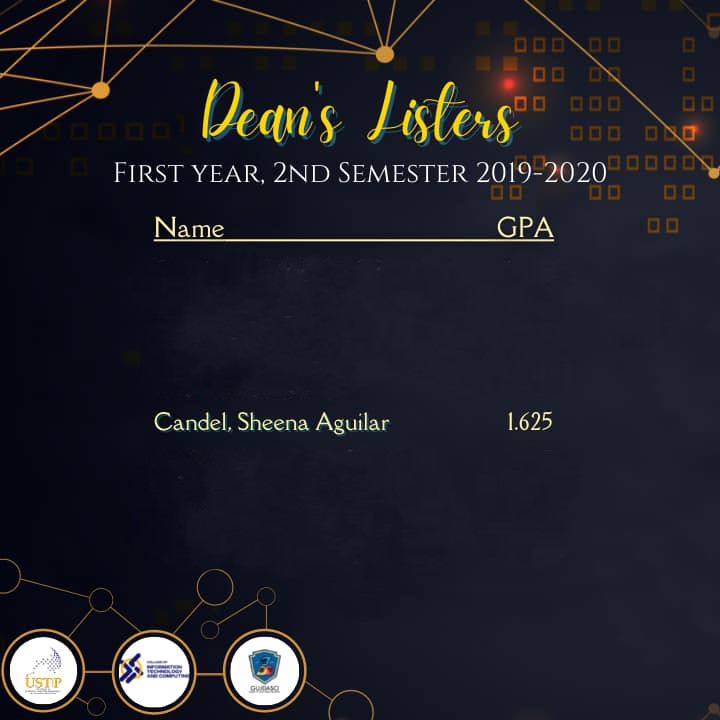 Dean's Listers
First year, 2nd Semester 2019-2020
Name GPA
Candel, Sheena Aguilar 1.625
USTP
COLLEGE OF
INFORMATION
TECHNOLOGY
AND COMPUTING